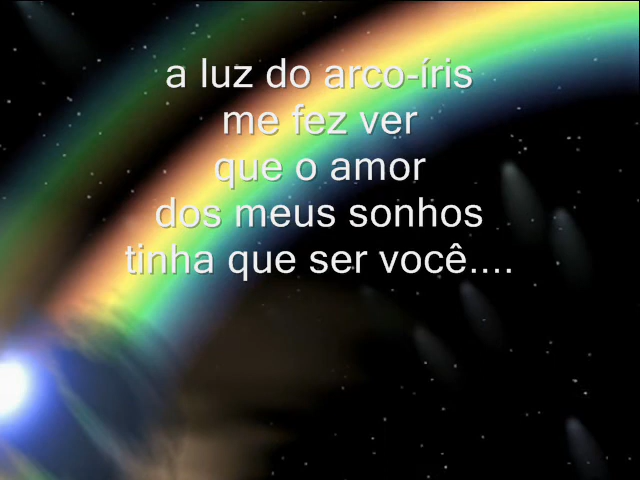 a luz do arco-íris
me fez ver
que o amor
dos meus sonhos
tinha que ser você....